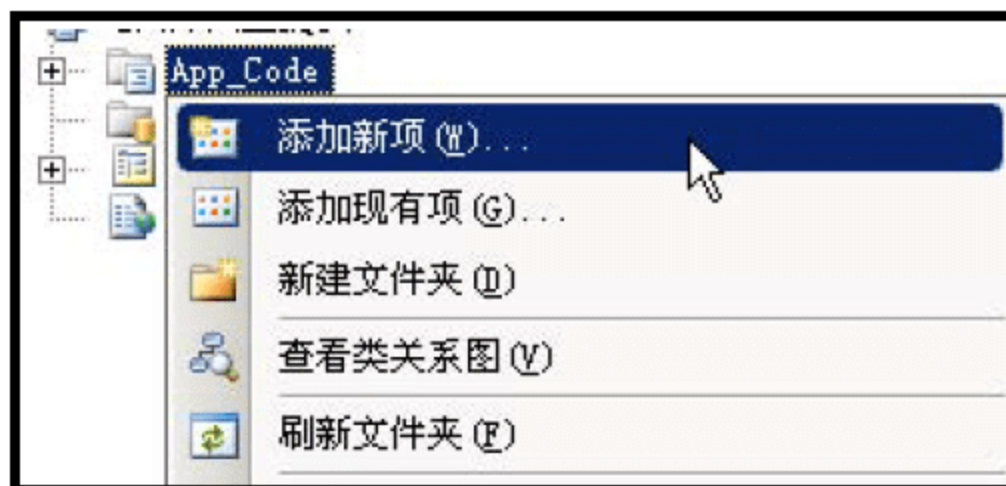 App_Code
添加新项(W)...
添加现有项(G)...
新建文件夹(D)
查看类关系图(V)
刷新文件夹(F)